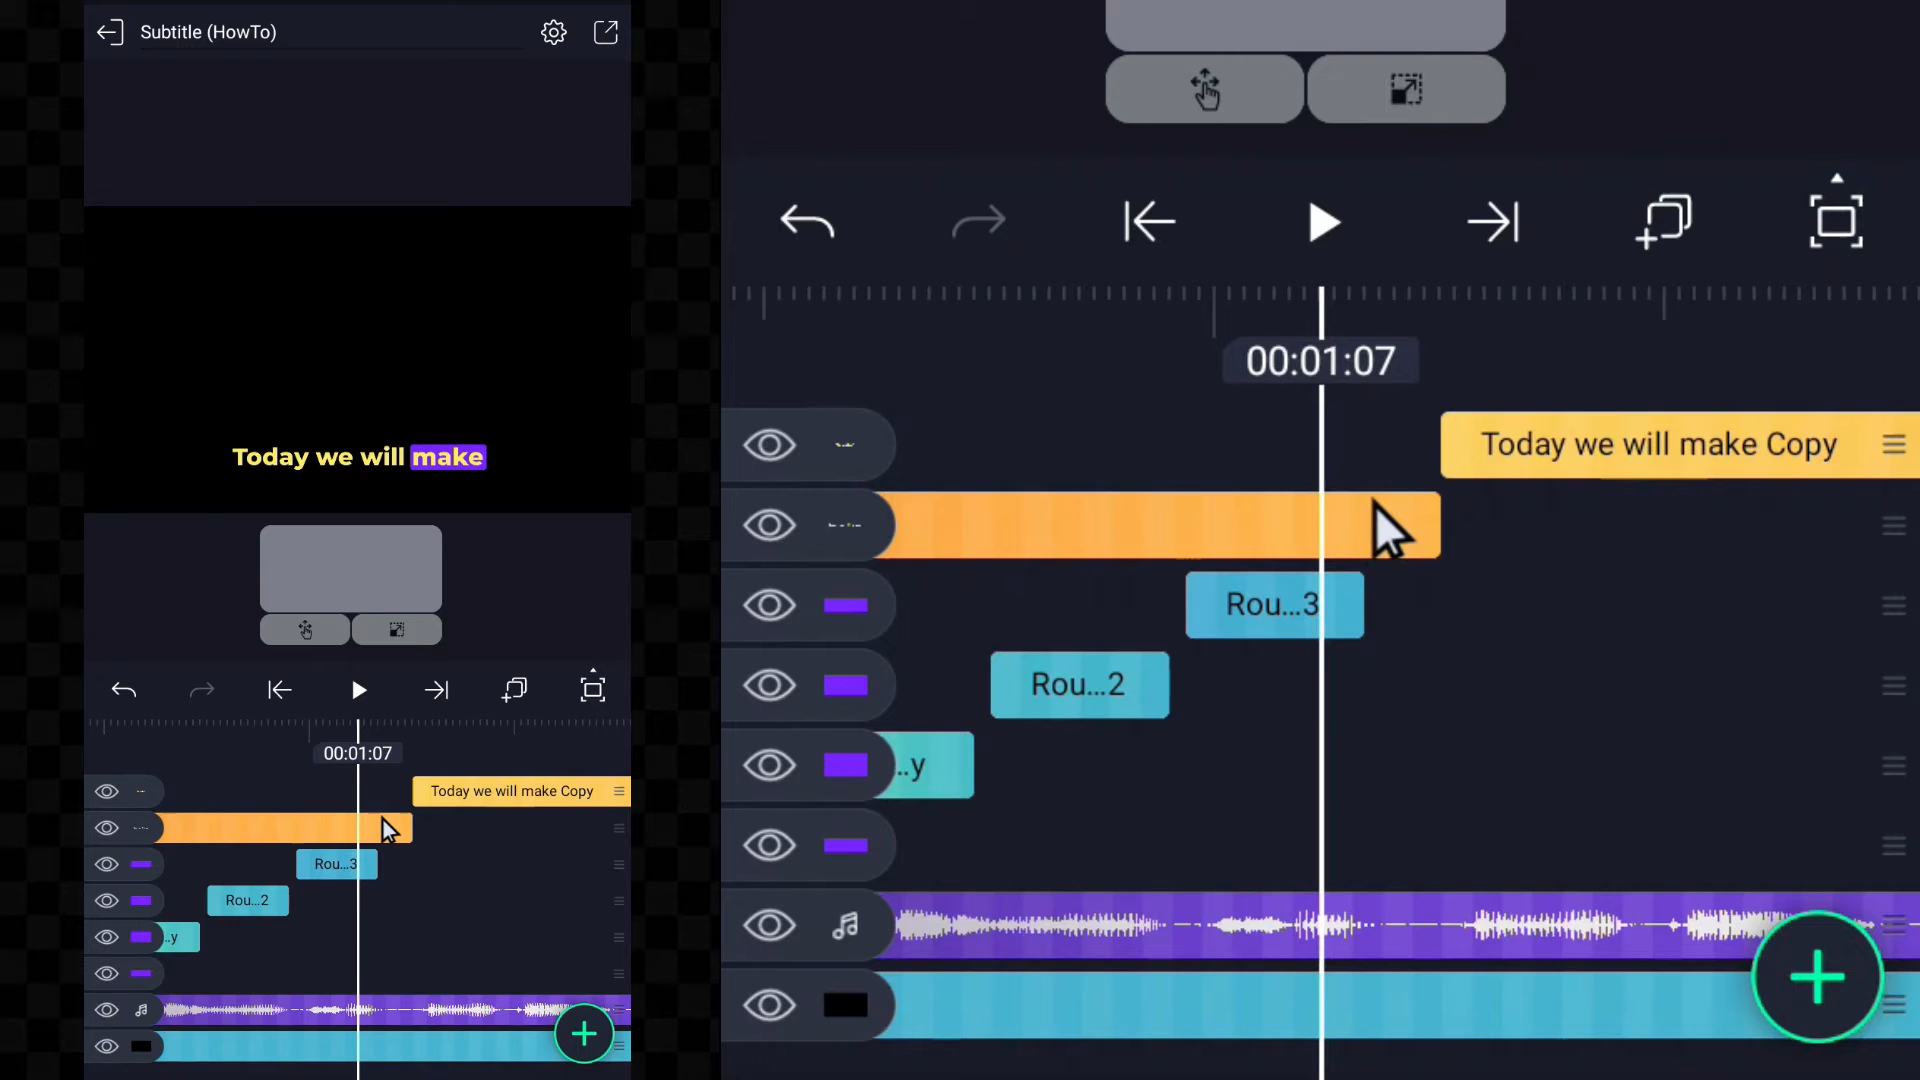 Subtitle (HowTo)
Today we will make
00:01:07
Today we will make Copy
Rou...3
Rou...2
..y
00:01:07
Today we will make Copy
Rou...3
Rou...2
..y